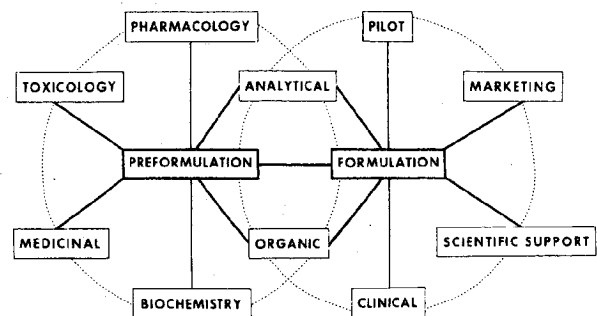 PHARMACOLOGY
PILOT
TOXICOLOGY
ANALYTICAL
MARKETING
PREFORMULATION
FORMULATION
MEDICINAL
ORGANIC
SCIENTIFIC SUPPORT
BIOCHEMISTRY
CLINICAL